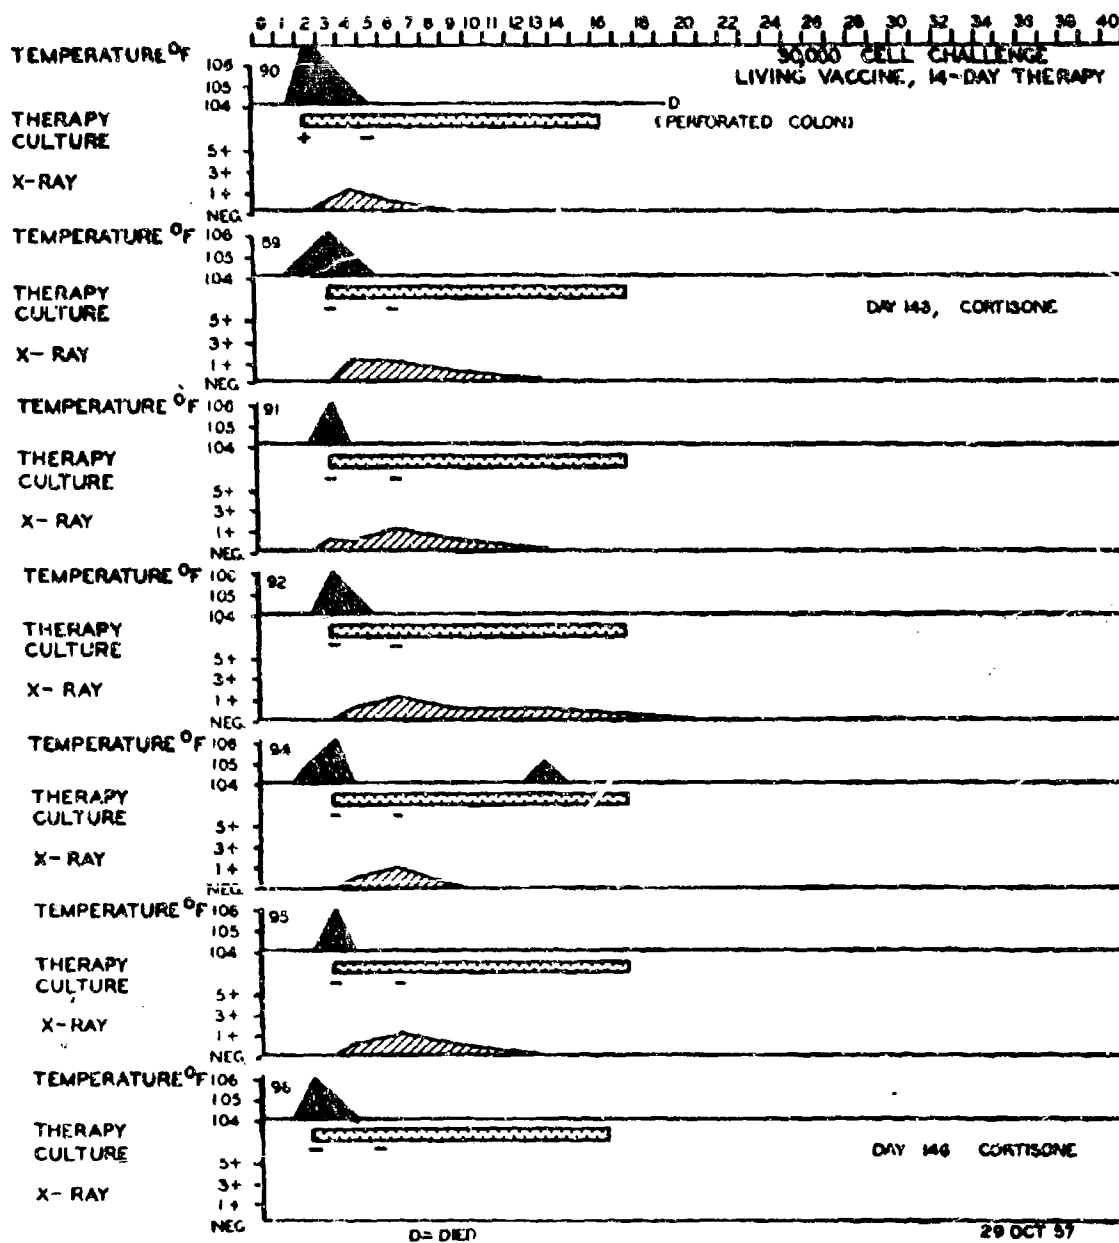 0 1 2 3 4 5 6 7 8 9 10 11 12 13 14 16 18 20 22 24 26 28 30 32 34 36 38 40
30,000 CELL CHALLENGE
LIVING VACCINE, 14-DAY THERAPY
TEMPERATURE °F 106 90
105
104 D
THERAPY (PERFORATED COLON)
CULTURE + -
5+
3+
X-RAY 1+
NEG.
TEMPERATURE °F 106 89
105
104
THERAPY
CULTURE - - DAY 143, CORTISONE
5+
3+
X-RAY 1+
NEG.
TEMPERATURE °F 106 91
105
104
THERAPY
CULTURE - -
5+
3+
X-RAY 1+
NEG.
TEMPERATURE °F 106 92
105
104
THERAPY
CULTURE - -
5+
3+
X-RAY 1+
NEG.
TEMPERATURE °F 106 94
105
104
THERAPY
CULTURE - -
5+
3+
X-RAY 1+
NEG.
TEMPERATURE °F 106 95
105
104
THERAPY
CULTURE - -
5+
3+
X-RAY 1+
NEG.
TEMPERATURE °F 106
105
104
THERAPY
CULTURE - - DAY 146 CORTISONE
5+
3+
X-RAY 1+
NEG
D= DIED 29 OCT 57